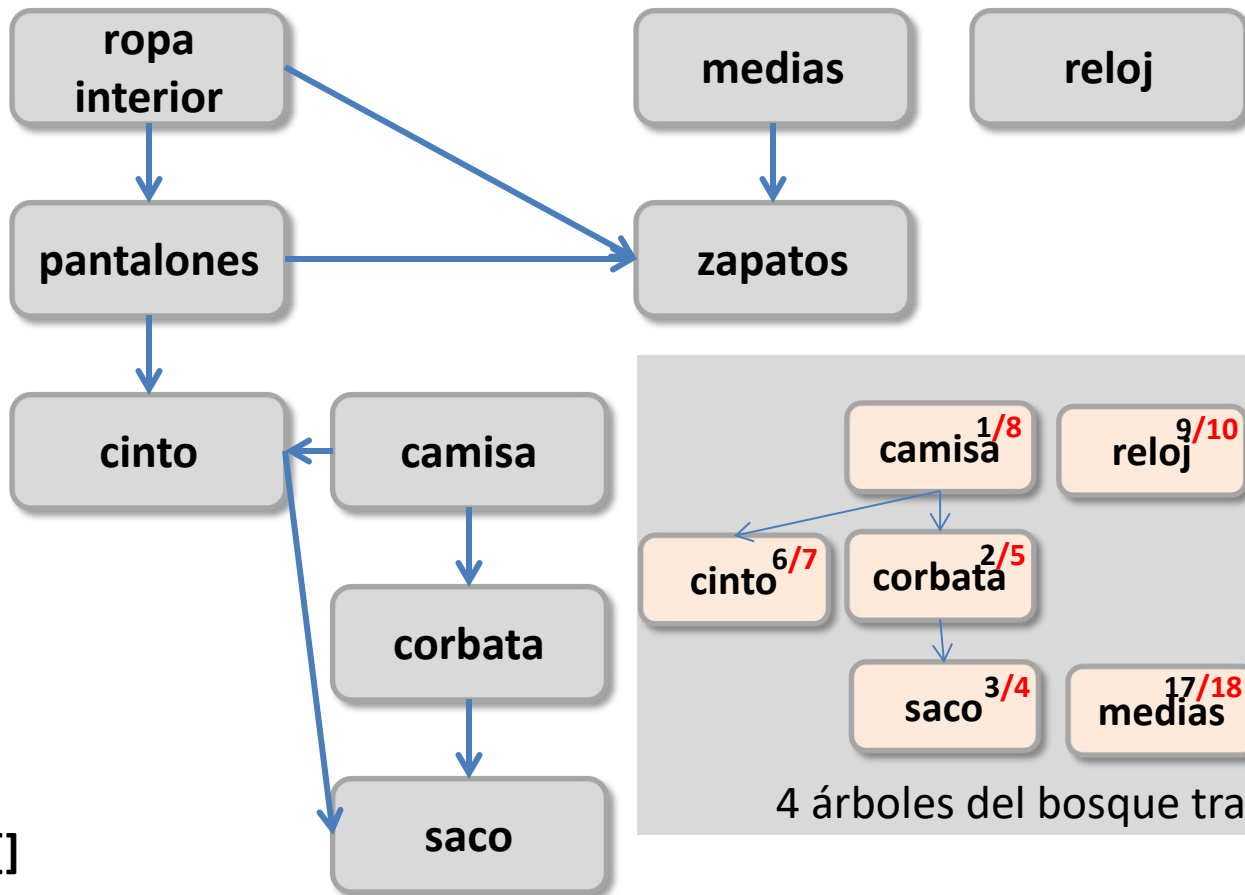 ropa
interior
medias
reloj
pantalones
zapatos
cinto
camisa
corbata
saco
camisa 1/8
reloj 9/10
cinto 6/7
corbata 2/5
saco 3/4
medias 17/18
4 árboles del bosque tra
]